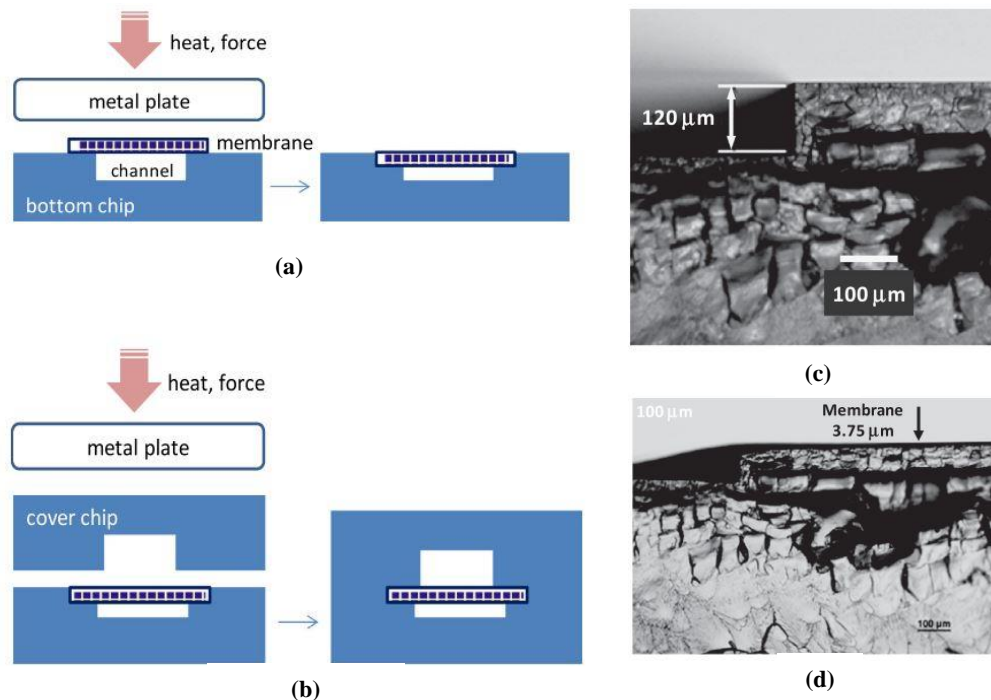 heat, force
metal plate
membrane
channel
bottom chip
(a)
heat, force
metal plate
cover chip
(b)
120 μm
100 μm
(c)
100 μm
Membrane
3.75 μm
100 μm
(d)